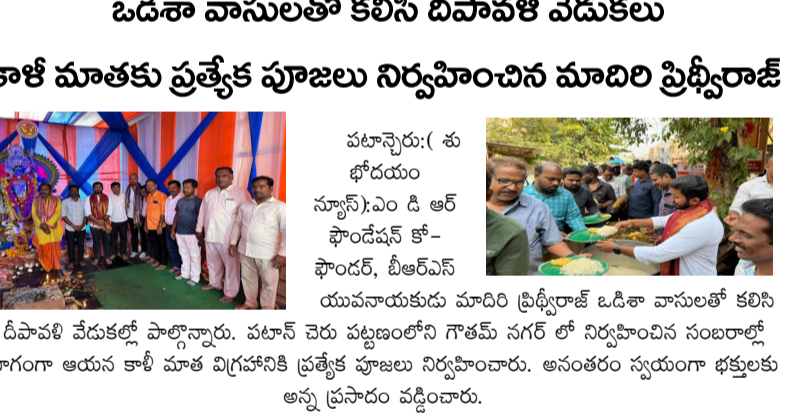 ఒడిశా వాసులతో కలిసి దీపావళి వేడుకలు
కాళీ మాతకు ప్రత్యేక పూజలు నిర్వహించిన మాదిరి ప్రిథ్వీరాజ్
పటాన్చెరు:( శు
భోదయం
న్యూస్):ఎం డి ఆర్
ఫౌండేషన్ కో-
ఫౌండర్, బీఆర్ఎస్
యువనాయకుడు మాదిరి ప్రిథ్వీరాజ్ ఒడిశా వాసులతో కలిసి
దీపావళి వేడుకల్లో పాల్గొన్నారు. పటాన్ చెరు పట్టణంలోని గౌతమ్ నగర్ లో నిర్వహించిన సంబరాల్లో
భాగంగా ఆయన కాళీ మాత విగ్రహానికి ప్రత్యేక పూజలు నిర్వహించారు. అనంతరం స్వయంగా భక్తులకు
అన్న ప్రసాదం వడ్డించారు.